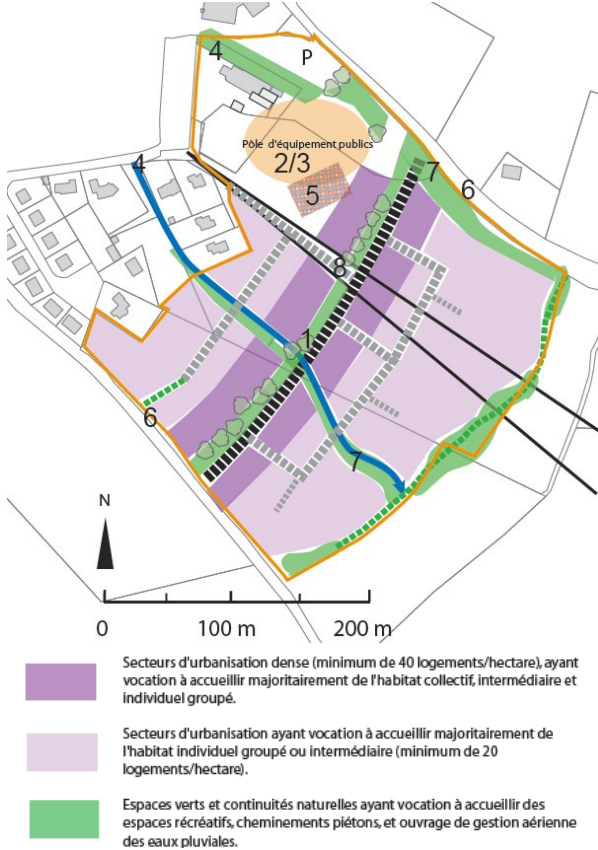 4
P
Pôle d'équipement publics
2/3
4
7
6
5
8
1
6
7
N
0
100 m
200 m
Secteurs d'urbanisation dense (minimum de 40 logements/hectare), ayant
vocation à accueillir majoritairement de l'habitat collectif, intermédiaire et
individuel groupé.
Secteurs d'urbanisation ayant vocation à accueillir majoritairement de
l'habitat individuel groupé ou intermédiaire (minimum de 20
logements/hectare).
Espaces verts et continuités naturelles ayant vocation à accueillir des
espaces récréatifs, cheminements piétons, et ouvrage de gestion aérienne
des eaux pluviales.